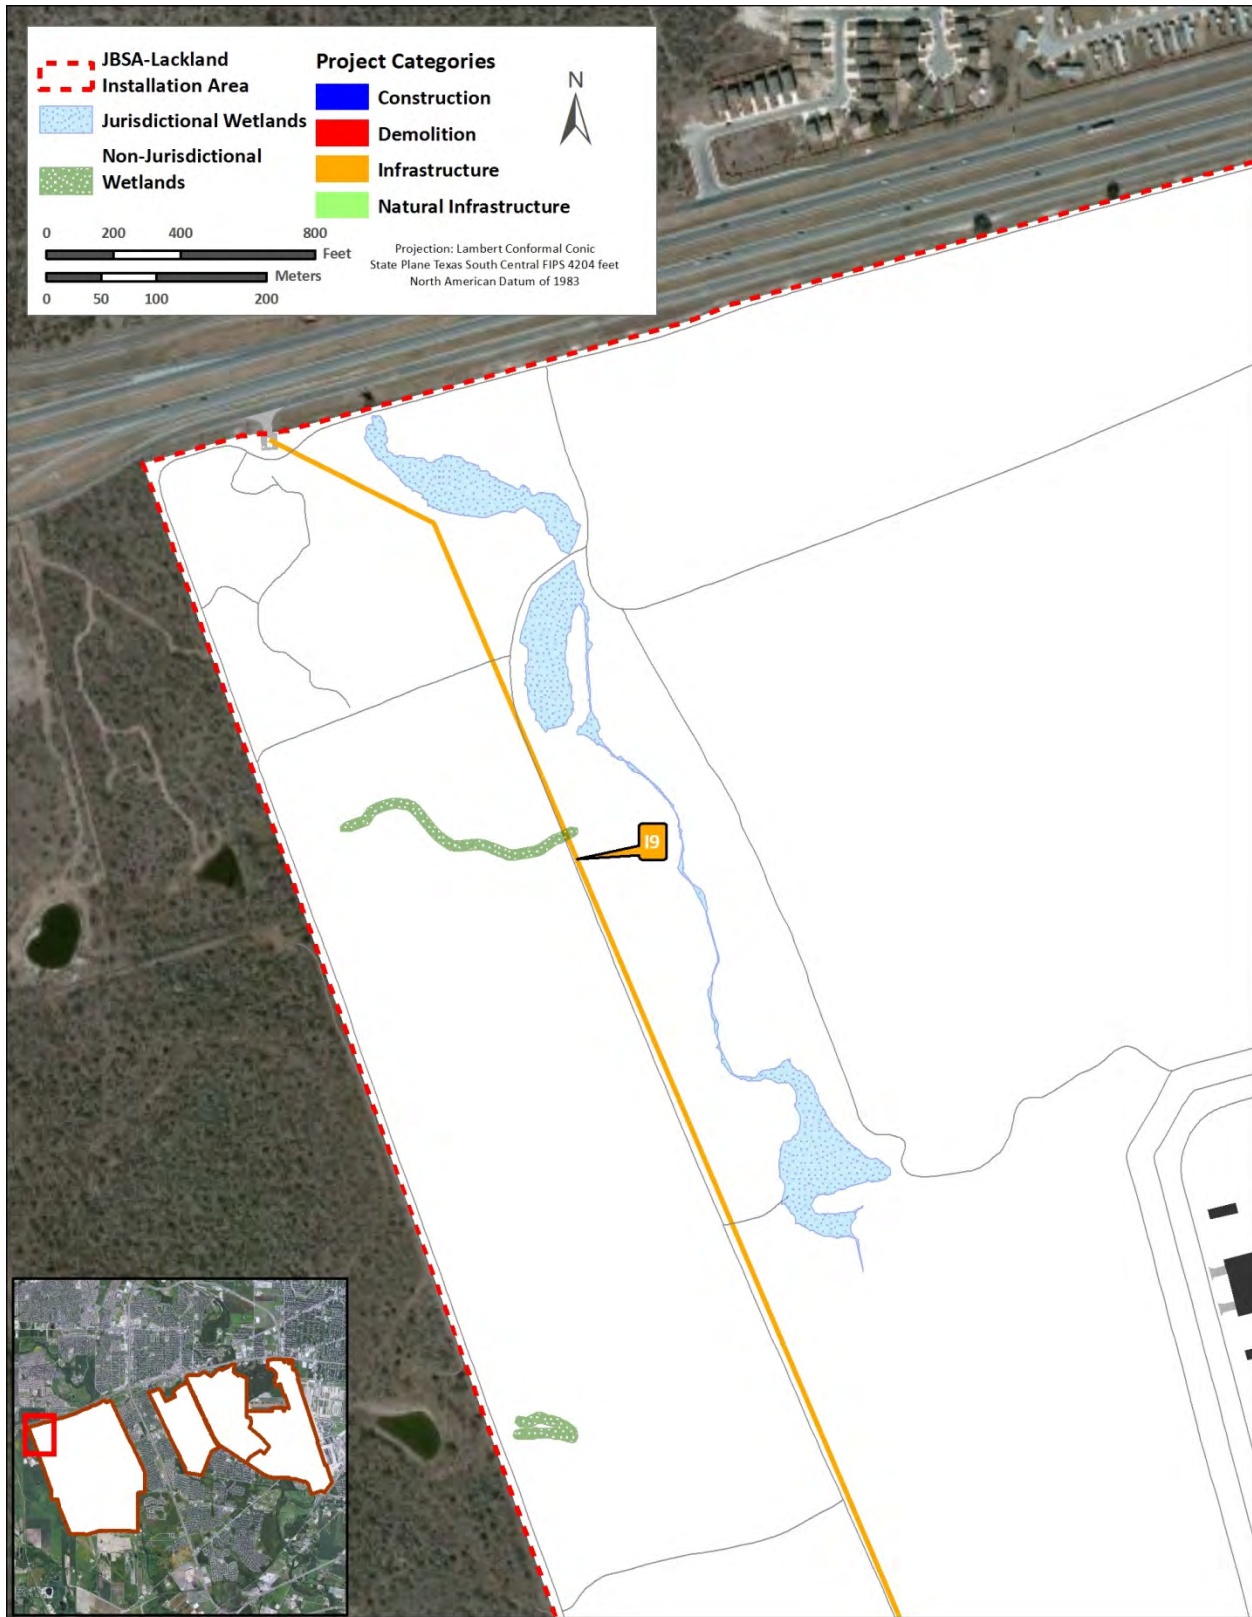 JBSA-Lackland
Installation Area
Jurisdictional Wetlands
Non-Jurisdictional
Wetlands
Project Categories
Construction
Demolition
Infrastructure
Natural Infrastructure
N
0 200 400 800
Feet
Meters
0 50 100 200
Projection: Lambert Conformal Conic
State Plane Texas South Central FIPS 4204 feet
North American Datum of 1983
I9